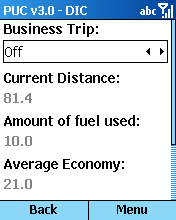 PUC v3.0 - DIC abc
Business Trip:
Off
Current Distance:
81.4
Amount of fuel used:
10.0
Average Economy:
21.0
Back Menu